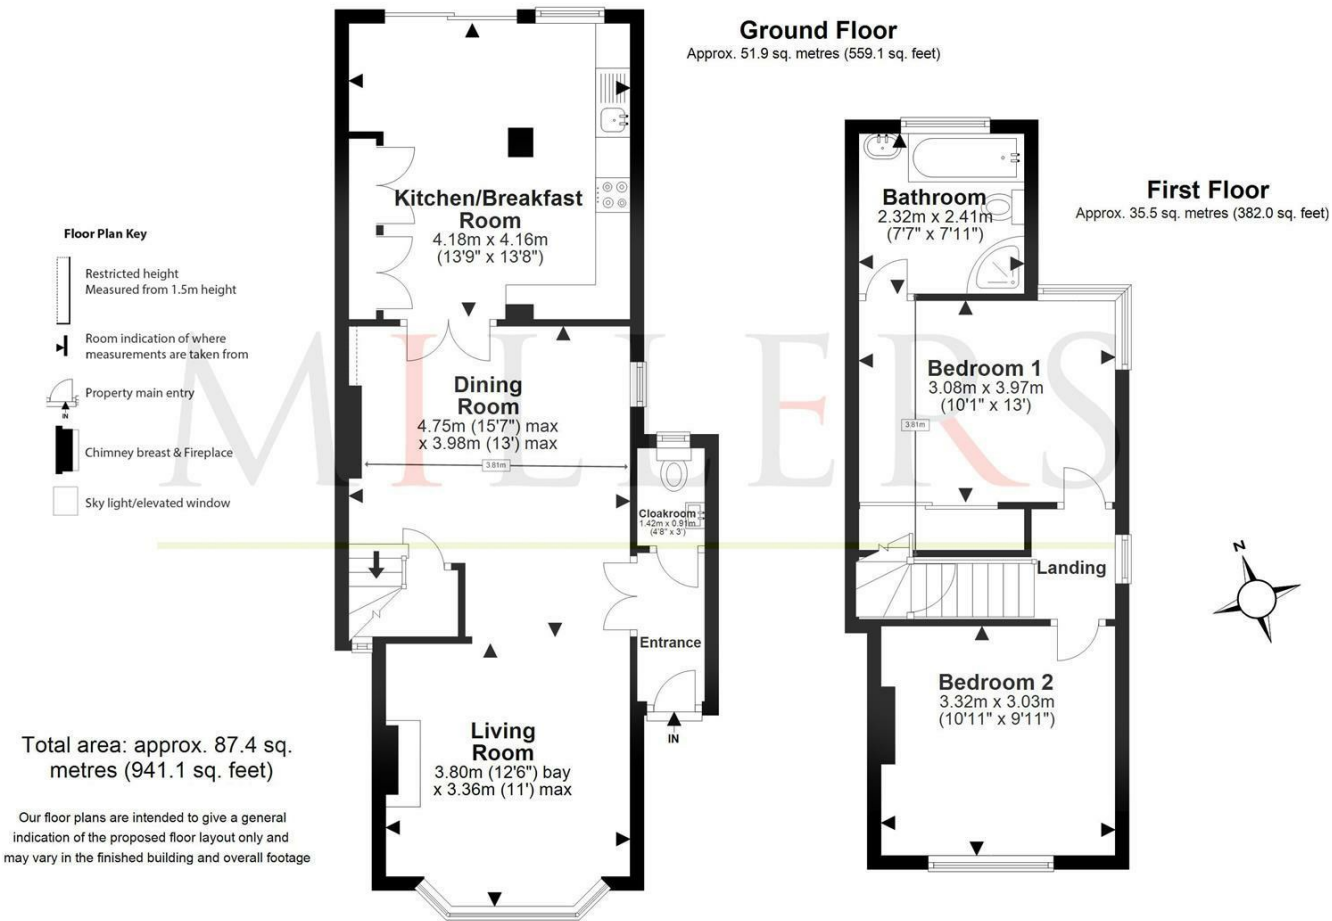 Ground Floor
Approx. 51.9 sq. metres (559.1 sq. feet)
First Floor
Approx. 35.5 sq. metres (382.0 sq. feet)
Kitchen/Breakfast
Room
4.18m x 4.16m
(13'9" x 13'8")
Bathroom
2.32m x 2.41m
(7'7" x 7'11")
Floor Plan Key
Restricted height
Measured from 1.5m height
Room indication of where
measurements are taken from
Property main entry
IN
Chimney breast & Fireplace
Sky light/elevated window
MILLERS
Dining
Room
4.75m (15'7") max
x 3.98m (13') max
3.81m
Bedroom 1
3.08m x 3.97m
(10'1" x 13')
3.81m
Cloakroom
1.42m x 0.91m
(4'8" x 3')
Landing
N
Entrance
IN
Living
Room
3.80m (12'6") bay
x 3.36m (11') max
Bedroom 2
3.32m x 3.03m
(10'11" x 9'11")
Total area: approx. 87.4 sq.
metres (941.1 sq. feet)
Our floor plans are intended to give a general
indication of the proposed floor layout only and
may vary in the finished building and overall footage